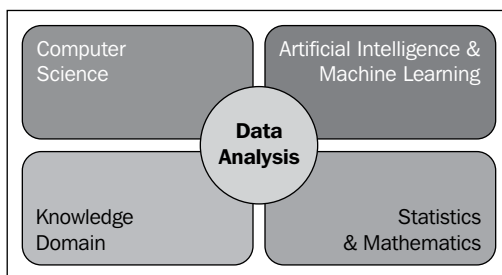 Computer
Science
Artificial Intelligence &
Machine Learning
Data
Analysis
Knowledge
Domain
Statistics
& Mathematics